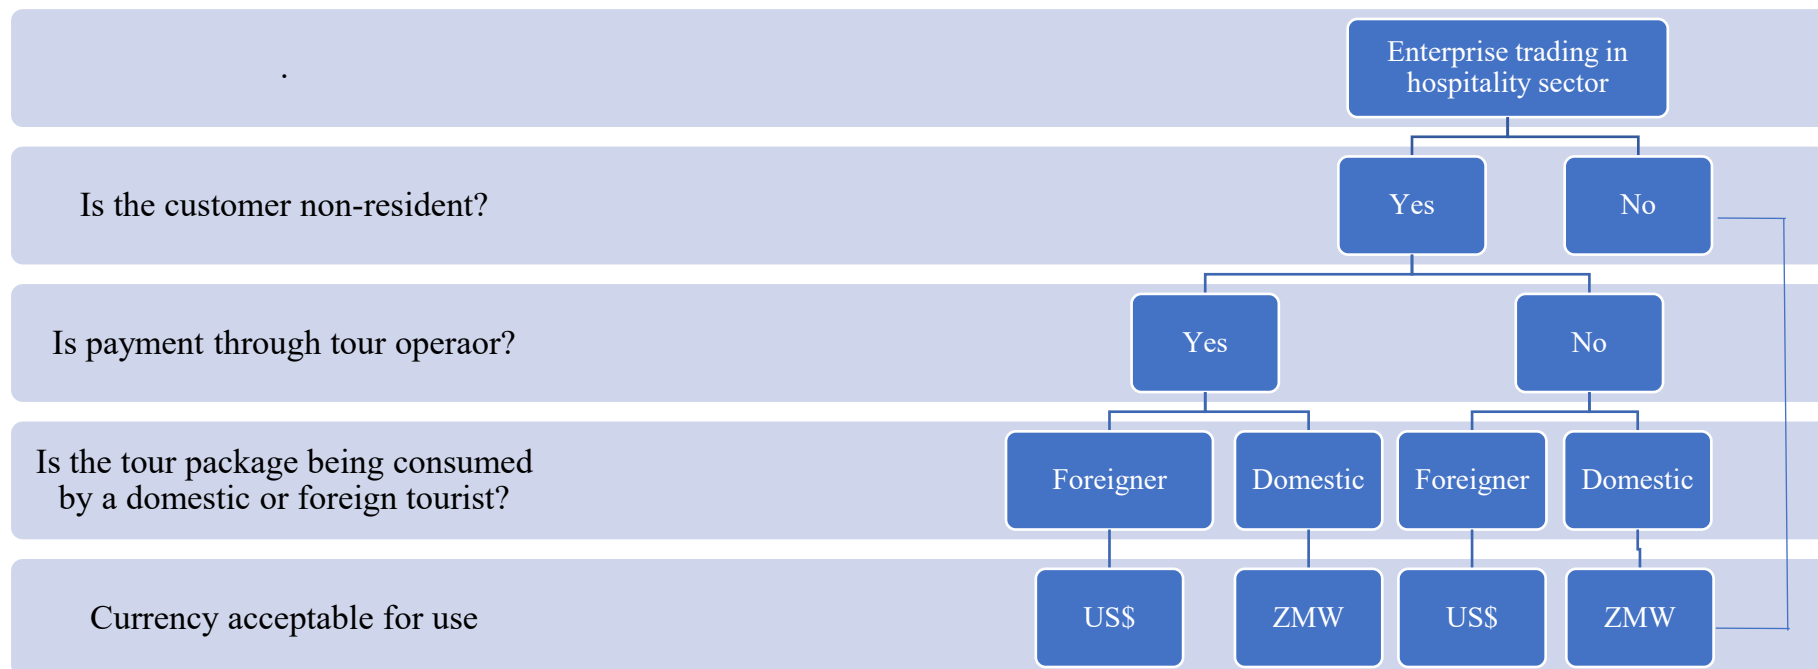 .
Enterprise trading in
hospitality sector
Is the customer non-resident?
Yes
No
Is payment through tour operaor?
Yes
No
Is the tour package being consumed
by a domestic or foreign tourist?
Foreigner
Domestic
Foreigner
Domestic
Currency acceptable for use
US$
ZMW
US$
ZMW